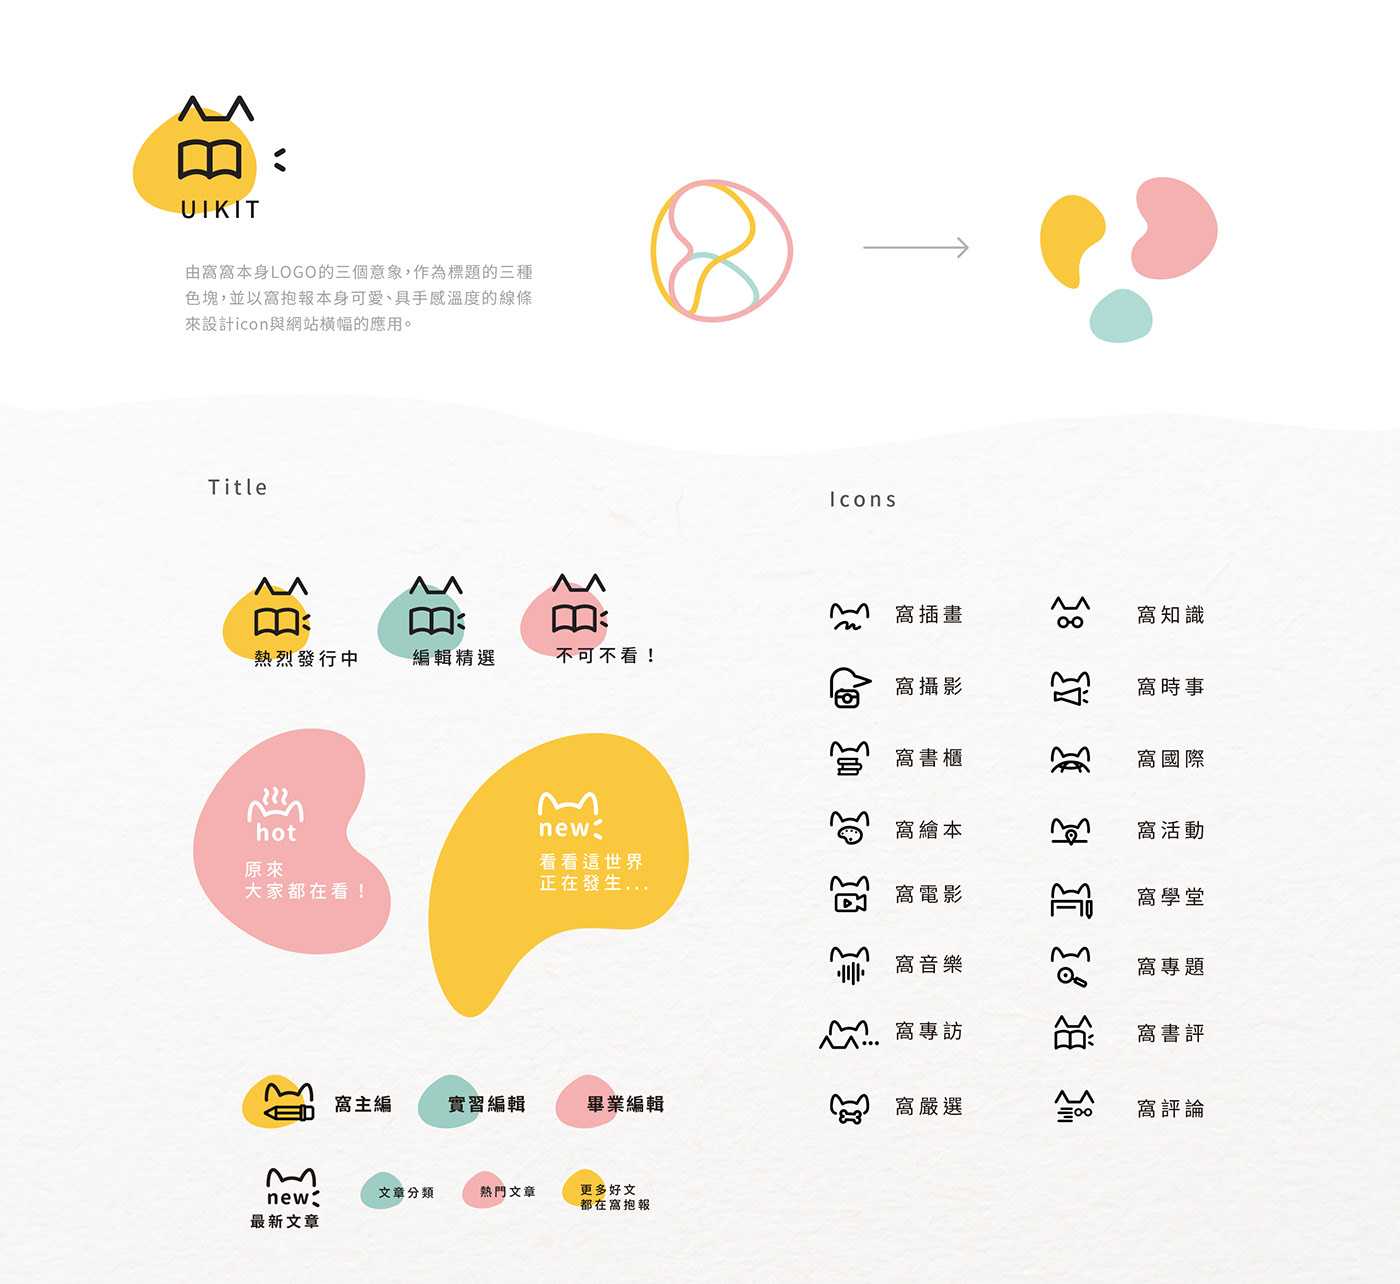 UIKIT
由窩窩本身LOGO的三個意象，作為標題的三種
色塊，並以窩抱報本身可愛、具手感溫度的線條
來設計icon與網站橫幅的應用。
Title
熱烈發行中
編輯精選
不可不看！
hot
原來
大家都在看！
new
看看這世界
正在發生...
窩主編
實習編輯
畢業編輯
new
最新文章
文章分類
熱門文章
更多好文
都在窩抱報
Icons
窩插畫
窩知識
窩攝影
窩時事
窩書櫃
窩國際
窩繪本
窩活動
窩電影
窩學堂
窩音樂
窩專題
窩專訪
窩書評
窩嚴選
窩評論